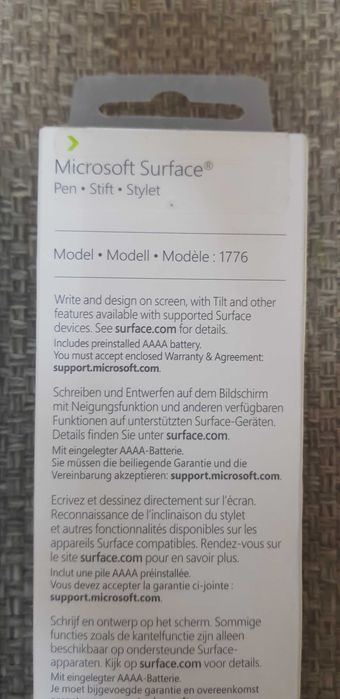 Microsoft Surface®
Pen • Stift • Stylet
Model • Modell • Modèle : 1776
Write and design on screen, with Tilt and other
features available with supported Surface
devices. See surface.com for details.
Includes preinstalled AAAA battery.
You must accept enclosed Warranty & Agreement:
support.microsoft.com.
Schreiben und Entwerfen auf dem Bildschirm
mit Neigungsfunktion und anderen verfügbaren
Funktionen auf unterstützten Surface-Geräten.
Details finden Sie unter surface.com.
Mit eingelegter AAAA-Batterie.
Sie müssen die beiliegende Garantie und die
Vereinbarung akzeptieren: support.microsoft.com.
Ecrivez et dessinez directement sur l'écran.
Reconnaissance de l'inclinaison du stylet
et autres fonctionnalités disponibles sur les
appareils Surface compatibles. Rendez-vous sur
le site surface.com pour en savoir plus.
Inclut une pile AAAA préinstallée.
Vous devez accepter la garantie ci-jointe :
support.microsoft.com.
Schrijf en ontwerp op het scherm. Sommige
functies zoals de kantelfunctie zijn alleen
beschikbaar op ondersteunde Surface-
apparaten. Kijk op surface.com voor details.
Mit eingelegter AAAA-Batterie.
Je moet bijgevoegde garantie en overeenkomst